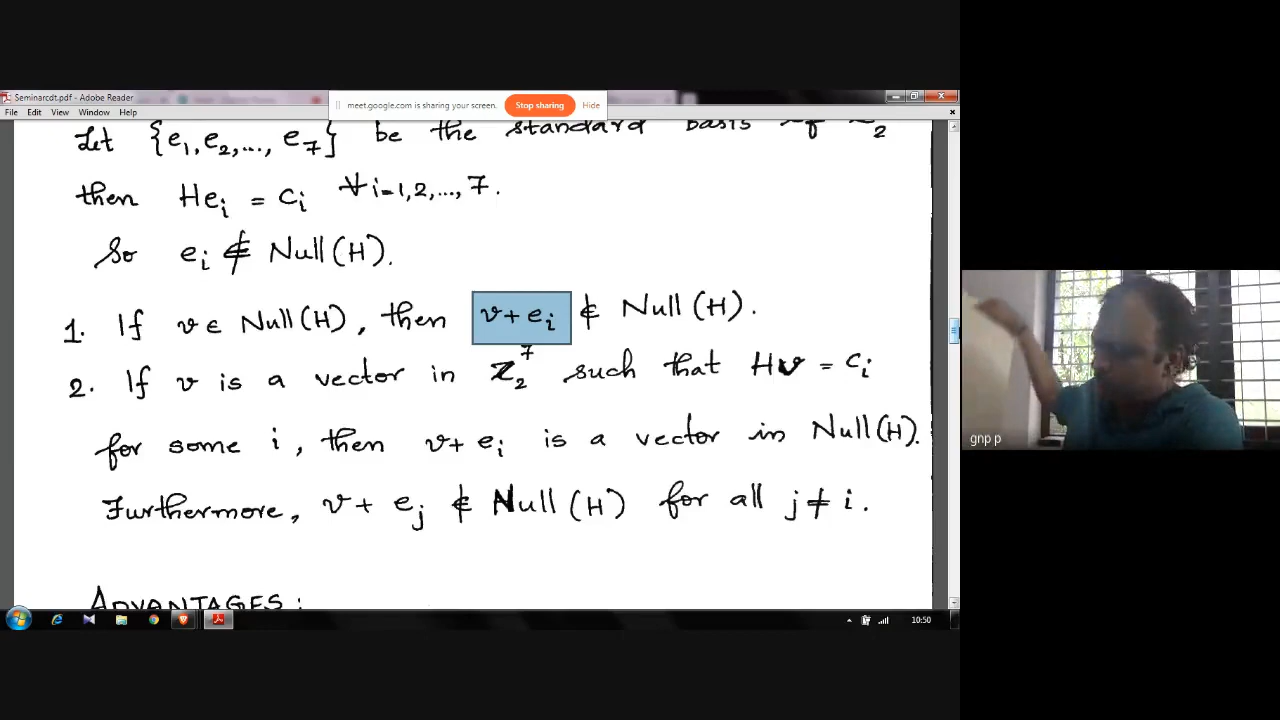 Seminarcdt.pdf - Adobe Reader
meet.google.com is sharing your screen. Stop sharing Hide
File Edit View Window Help
Let {e1, e2, ..., e7} be the standard basis of
then Hei = ci ∀ i=1,2,...,7.
So ei ∉ Null(H).
1. If v ∈ Null(H), then v+ei ∉ Null(H).
2. If v is a vector in Z₂⁷ such that Hv = ci
for some i, then v+ei is a vector in Null(H).
Furthermore, v+ej ∉ Null(H) for all j≠i.
ADVANTAGES:
gnp p
10:50